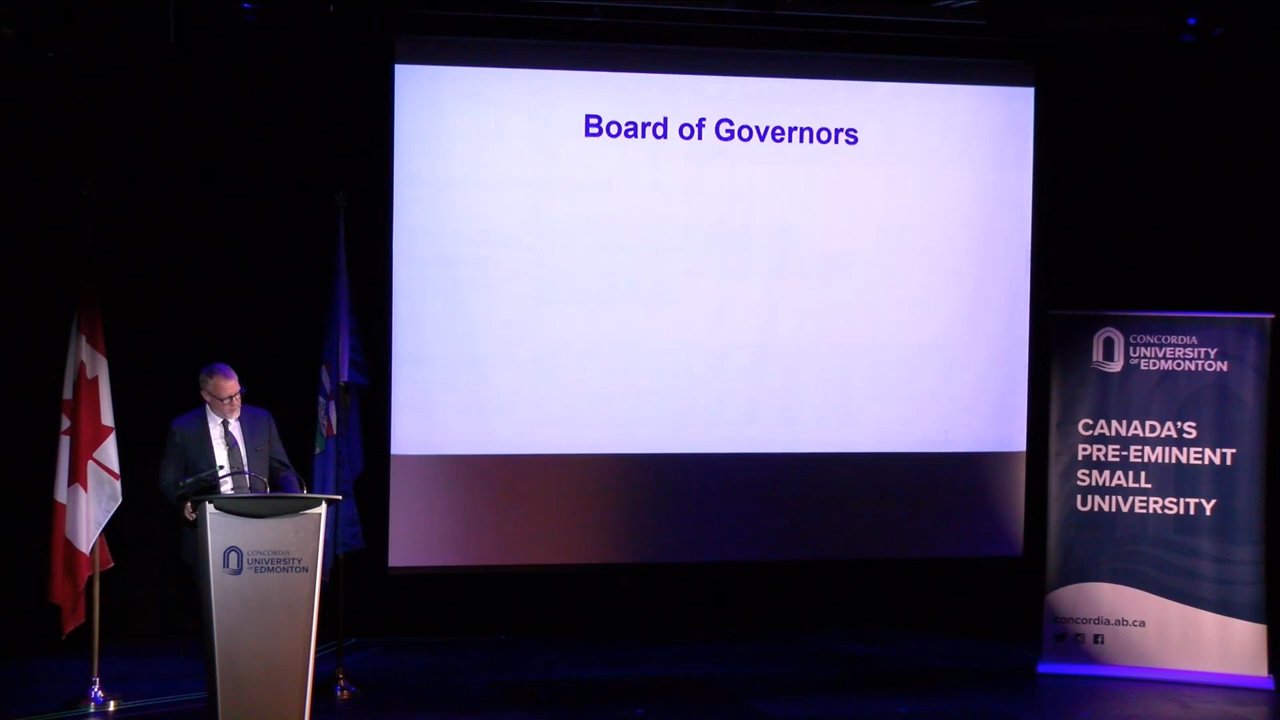 Board of Governors
CONCORDIA
UNIVERSITY
OF EDMONTON
CANADA'S
PRE-EMINENT
SMALL
UNIVERSITY
concordia.ab.ca
CONCORDIA
UNIVERSITY
OF EDMONTON